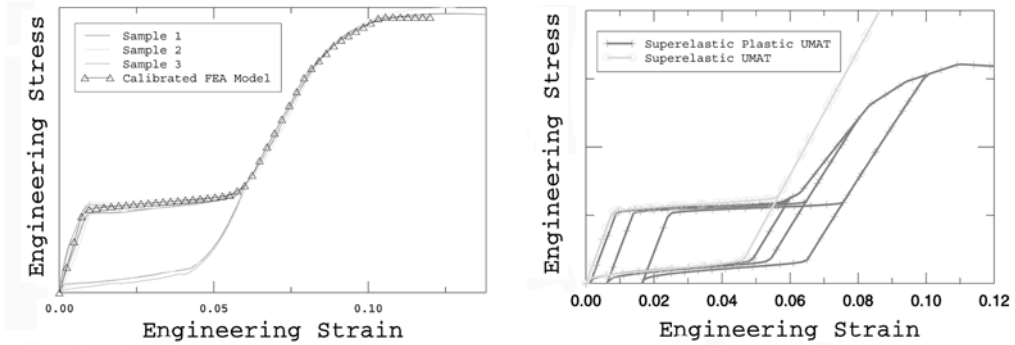 Engineering Stress
Sample 1
Sample 2
Sample 3
Calibrated FEA Model
0.00
0.05
0.10
Engineering Strain
Engineering Stress
Superelastic Plastic UMAT
Superelastic UMAT
0.00
0.02
0.04
0.06
0.08
0.10
0.12
Engineering Strain